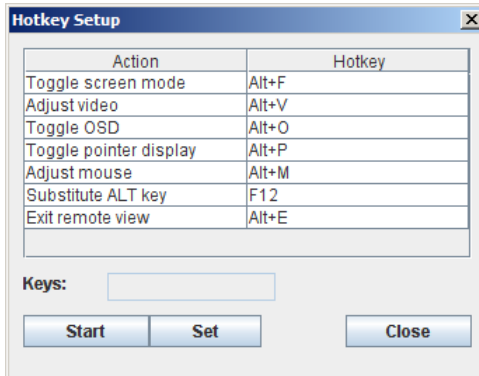 Hotkey Setup
Action Hotkey
Toggle screen mode Alt+F
Adjust video Alt+V
Toggle OSD Alt+O
Toggle pointer display Alt+P
Adjust mouse Alt+M
Substitute ALT key F12
Exit remote view Alt+E
Keys:
Start Set Close